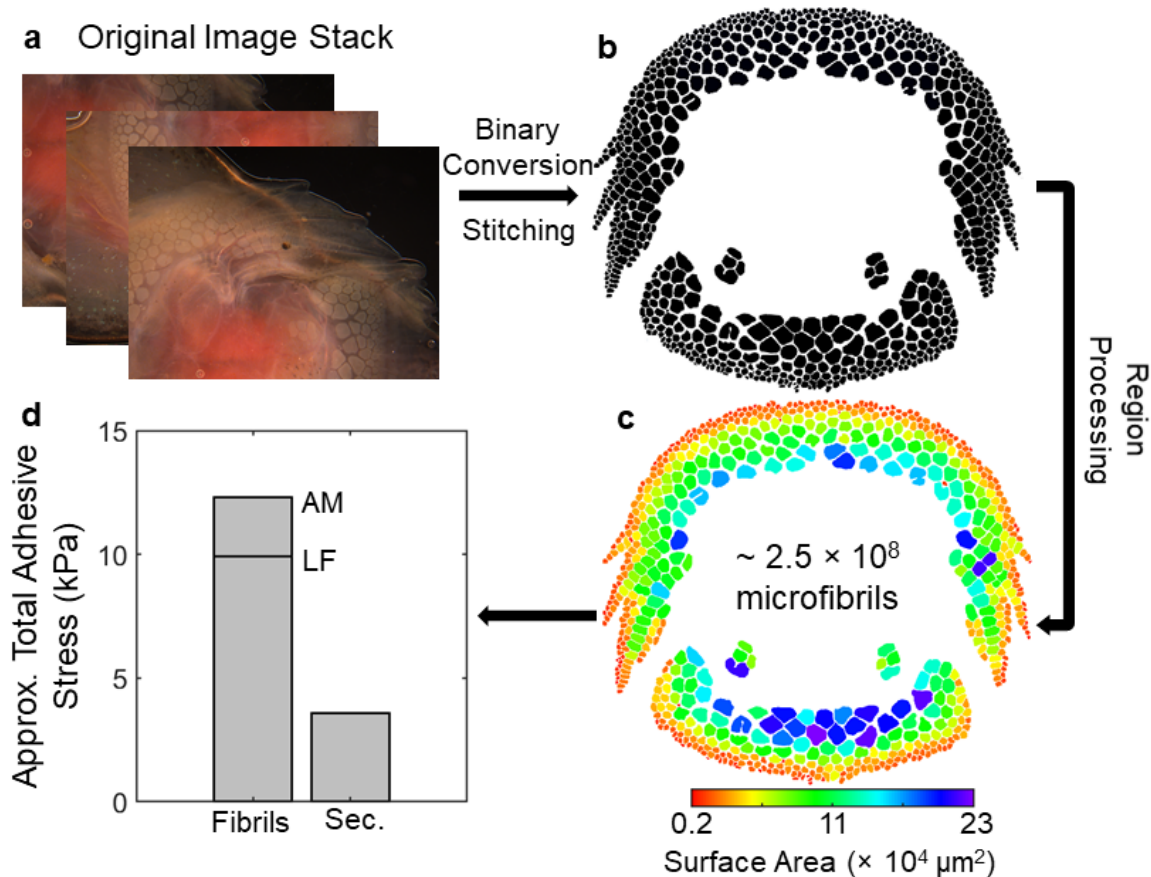 a Original Image Stack
Binary
Conversion
Stitching
b
Region
Processing
c
~ 2.5 × 10⁸
microfibrils
0.2 11 23
Surface Area (× 10⁴ µm²)
d
Approx. Total Adhesive
Stress (kPa)
15
10
5
0
AM
LF
Fibrils Sec.